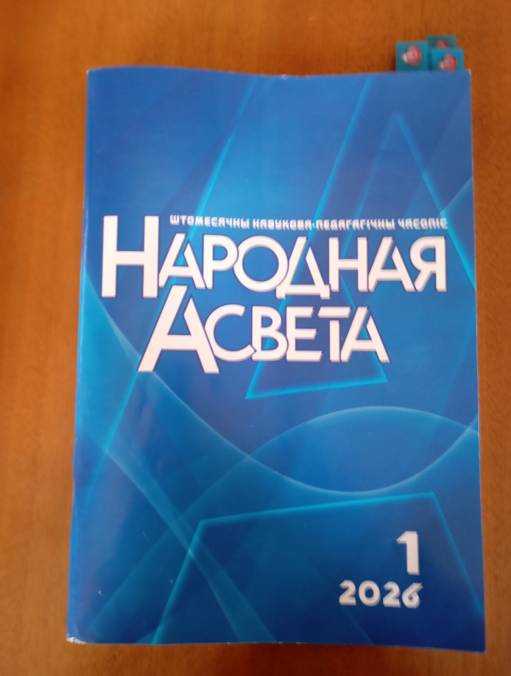 ШТОМЕСЯЧНЫ НАВУКОВА-ПЕДАГАГІЧНЫ ЧАСОПІС
НАРОДНАЯ
АСВЕТА
1
2026